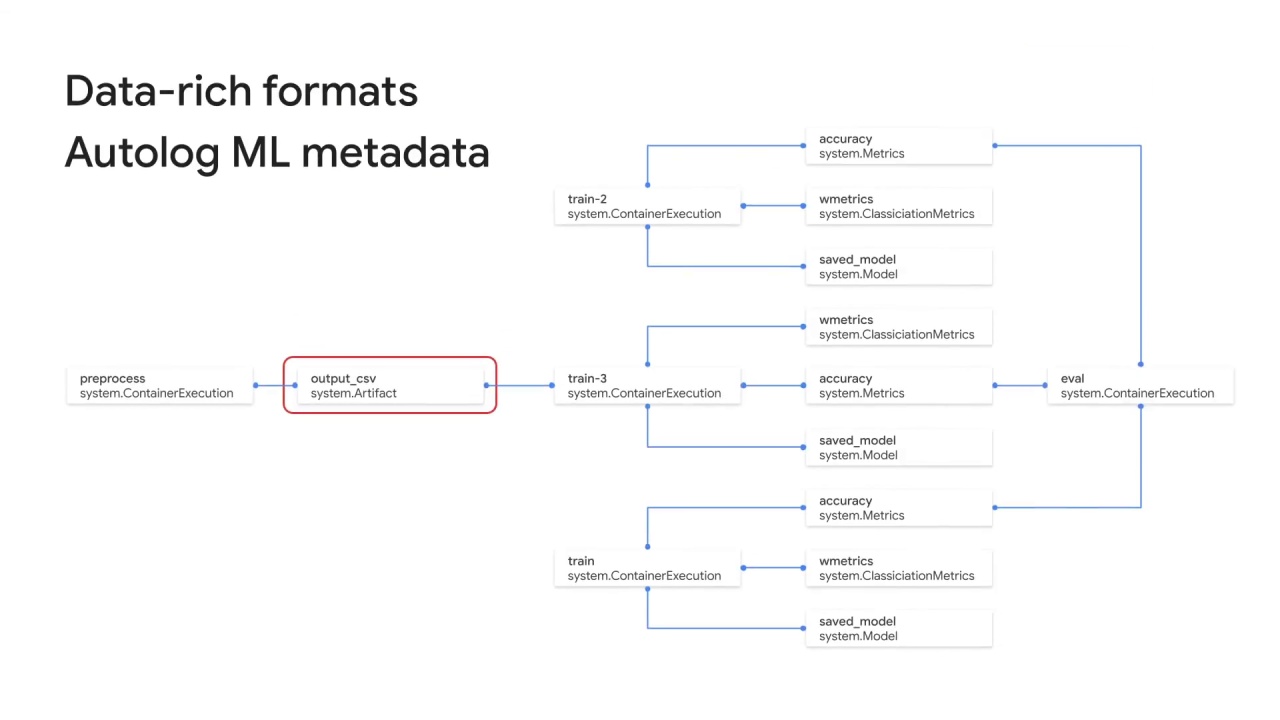 Data-rich formats
Autolog ML metadata
accuracy
system.Metrics
train-2
system.ContainerExecution
wmetrics
system.ClassiciationMetrics
saved_model
system.Model
wmetrics
system.ClassiciationMetrics
preprocess
system.ContainerExecution
output_csv
system.Artifact
train-3
system.ContainerExecution
accuracy
system.Metrics
eval
system.ContainerExecution
saved_model
system.Model
accuracy
system.Metrics
train
system.ContainerExecution
wmetrics
system.ClassiciationMetrics
saved_model
system.Model